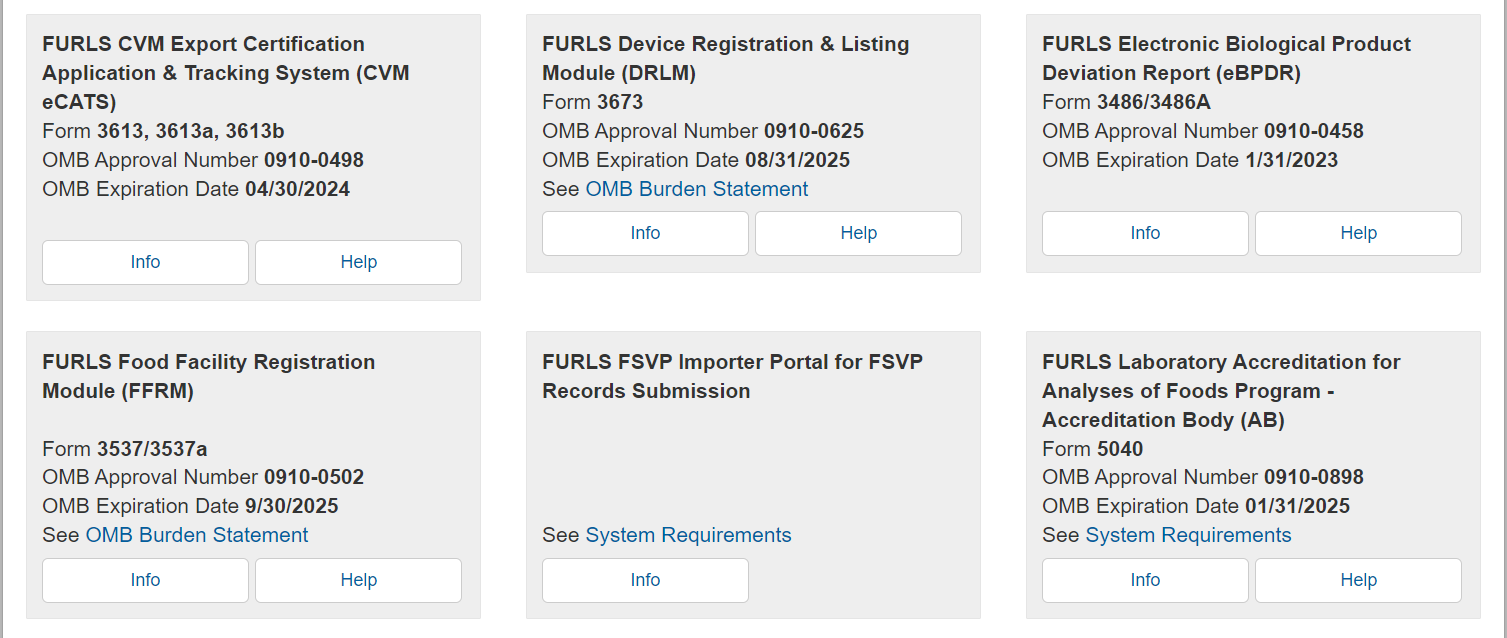 FURLS CVM Export Certification
Application & Tracking System (CVM
eCATS)
Form 3613, 3613a, 3613b
OMB Approval Number 0910-0498
OMB Expiration Date 04/30/2024
Info
Help
FURLS Device Registration & Listing
Module (DRLM)
Form 3673
OMB Approval Number 0910-0625
OMB Expiration Date 08/31/2025
See OMB Burden Statement
Info
Help
FURLS Electronic Biological Product
Deviation Report (eBPDR)
Form 3486/3486A
OMB Approval Number 0910-0458
OMB Expiration Date 1/31/2023
Info
Help
FURLS Food Facility Registration
Module (FFRM)
Form 3537/3537a
OMB Approval Number 0910-0502
OMB Expiration Date 9/30/2025
See OMB Burden Statement
Info
Help
FURLS FSVP Importer Portal for FSVP
Records Submission
See System Requirements
Info
FURLS Laboratory Accreditation for
Analyses of Foods Program -
Accreditation Body (AB)
Form 5040
OMB Approval Number 0910-0898
OMB Expiration Date 01/31/2025
See System Requirements
Info
Help